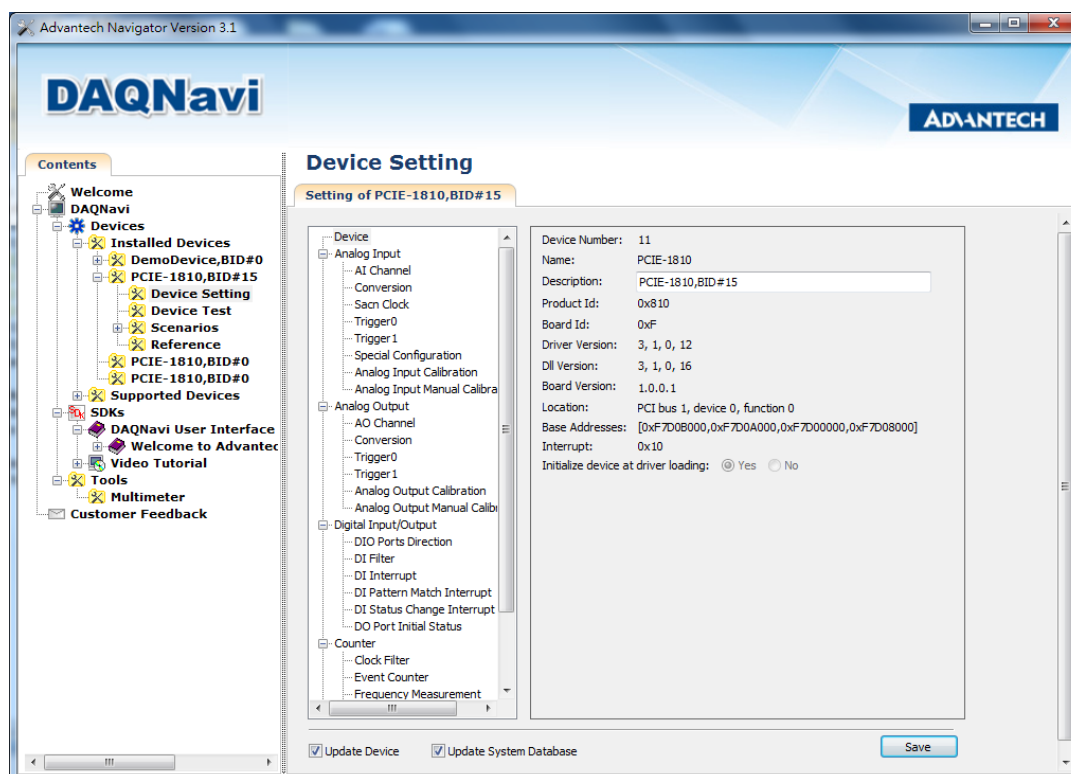 Advantech Navigator Version 3.1
DAQNavi
ADVANTECH
Contents
Welcome
DAQNavi
Devices
Installed Devices
DemoDevice,BID#0
PCIE-1810,BID#15
Device Setting
Device Test
Scenarios
Reference
PCIE-1810,BID#0
PCIE-1810,BID#0
Supported Devices
SDKs
DAQNavi User Interface
Welcome to Advantec
Video Tutorial
Tools
Multimeter
Customer Feedback
Device Setting
Setting of PCIE-1810,BID#15
Device
Analog Input
AI Channel
Conversion
Sacn Clock
Trigger0
Trigger1
Special Configuration
Analog Input Calibration
Analog Input Manual Calibra
Analog Output
AO Channel
Conversion
Trigger0
Trigger1
Analog Output Calibration
Analog Output Manual Calib
Digital Input/Output
DIO Ports Direction
DI Filter
DI Interrupt
DI Pattern Match Interrupt
DI Status Change Interrupt
DO Port Initial Status
Counter
Clock Filter
Event Counter
Frequency Measurement
Device Number: 11
Name: PCIE-1810
Description: PCIE-1810,BID#15
Product Id: 0x810
Board Id: 0xF
Driver Version: 3, 1, 0, 12
Dll Version: 3, 1, 0, 16
Board Version: 1.0.0.1
Location: PCI bus 1, device 0, function 0
Base Addresses: [0xF7D0B000,0xF7D0A000,0xF7D00000,0xF7D08000]
Interrupt: 0x10
Initialize device at driver loading: Yes No
Update Device Update System Database Save